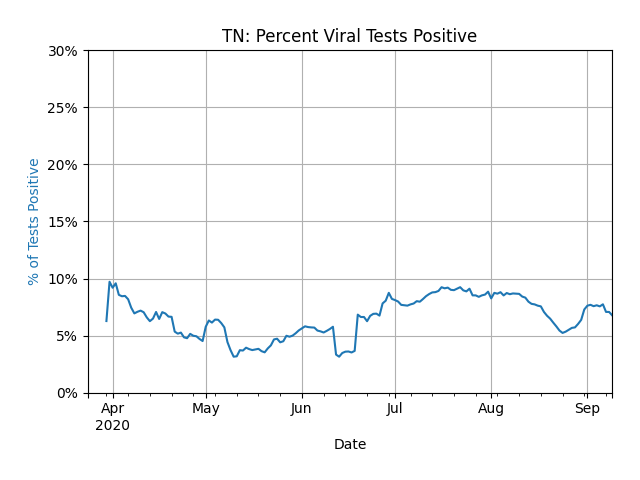 TN: Percent Viral Tests Positive
30%
25%
20%
15%
10%
5%
0%
% of Tests Positive
Apr May Jun Jul Aug Sep
2020
Date